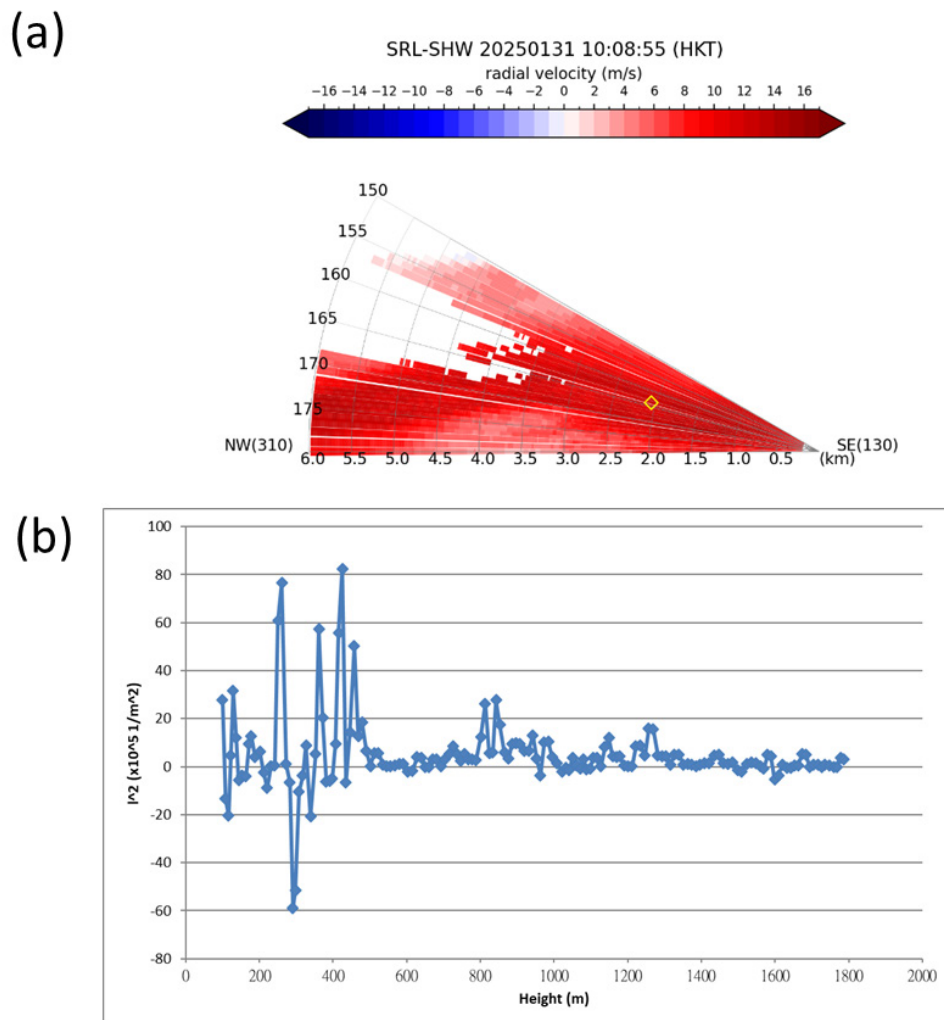 (a)
SRL-SHW 20250131 10:08:55 (HKT)
radial velocity (m/s)
−16 −14 −12 −10 −8 −6 −4 −2 0 2 4 6 8 10 12 14 16
150
155
160
165
170
175
NW(310) SE(130)
6.0 5.5 5.0 4.5 4.0 3.5 3.0 2.5 2.0 1.5 1.0 0.5 (km)
(b)
100
80
60
40
20
0
-20
-40
-60
-80
l^2 (x10^5 1/m^2)
0 200 400 600 800 1000 1200 1400 1600 1800 2000
Height (m)